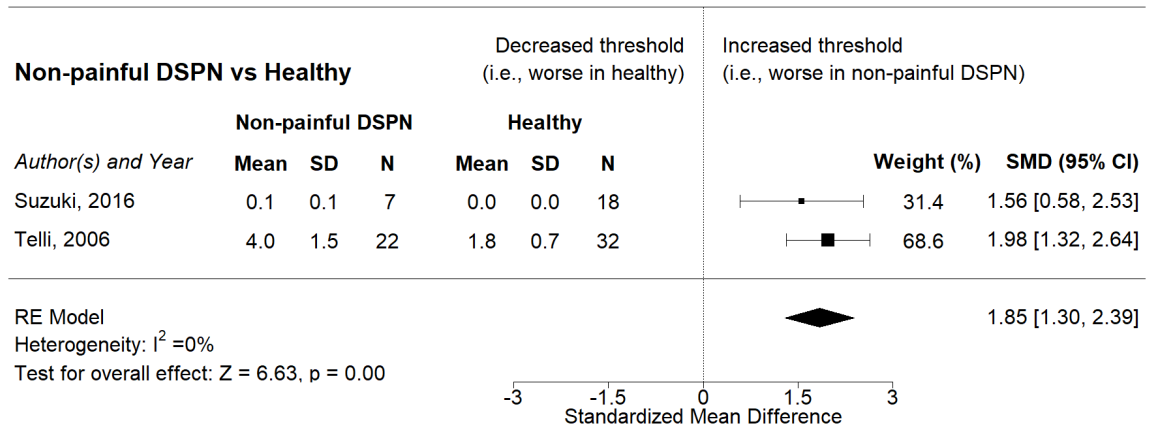 Decreased threshold Increased threshold
Non-painful DSPN vs Healthy (i.e., worse in healthy) (i.e., worse in non-painful DSPN)
Non-painful DSPN Healthy
Author(s) and Year Mean SD N Mean SD N Weight (%) SMD (95% CI)
Suzuki, 2016 0.1 0.1 7 0.0 0.0 18 31.4 1.56 [0.58, 2.53]
Telli, 2006 4.0 1.5 22 1.8 0.7 32 68.6 1.98 [1.32, 2.64]
RE Model 1.85 [1.30, 2.39]
Heterogeneity: I² =0%
Test for overall effect: Z = 6.63, p = 0.00
-3 -1.5 0 1.5 3
Standardized Mean Difference